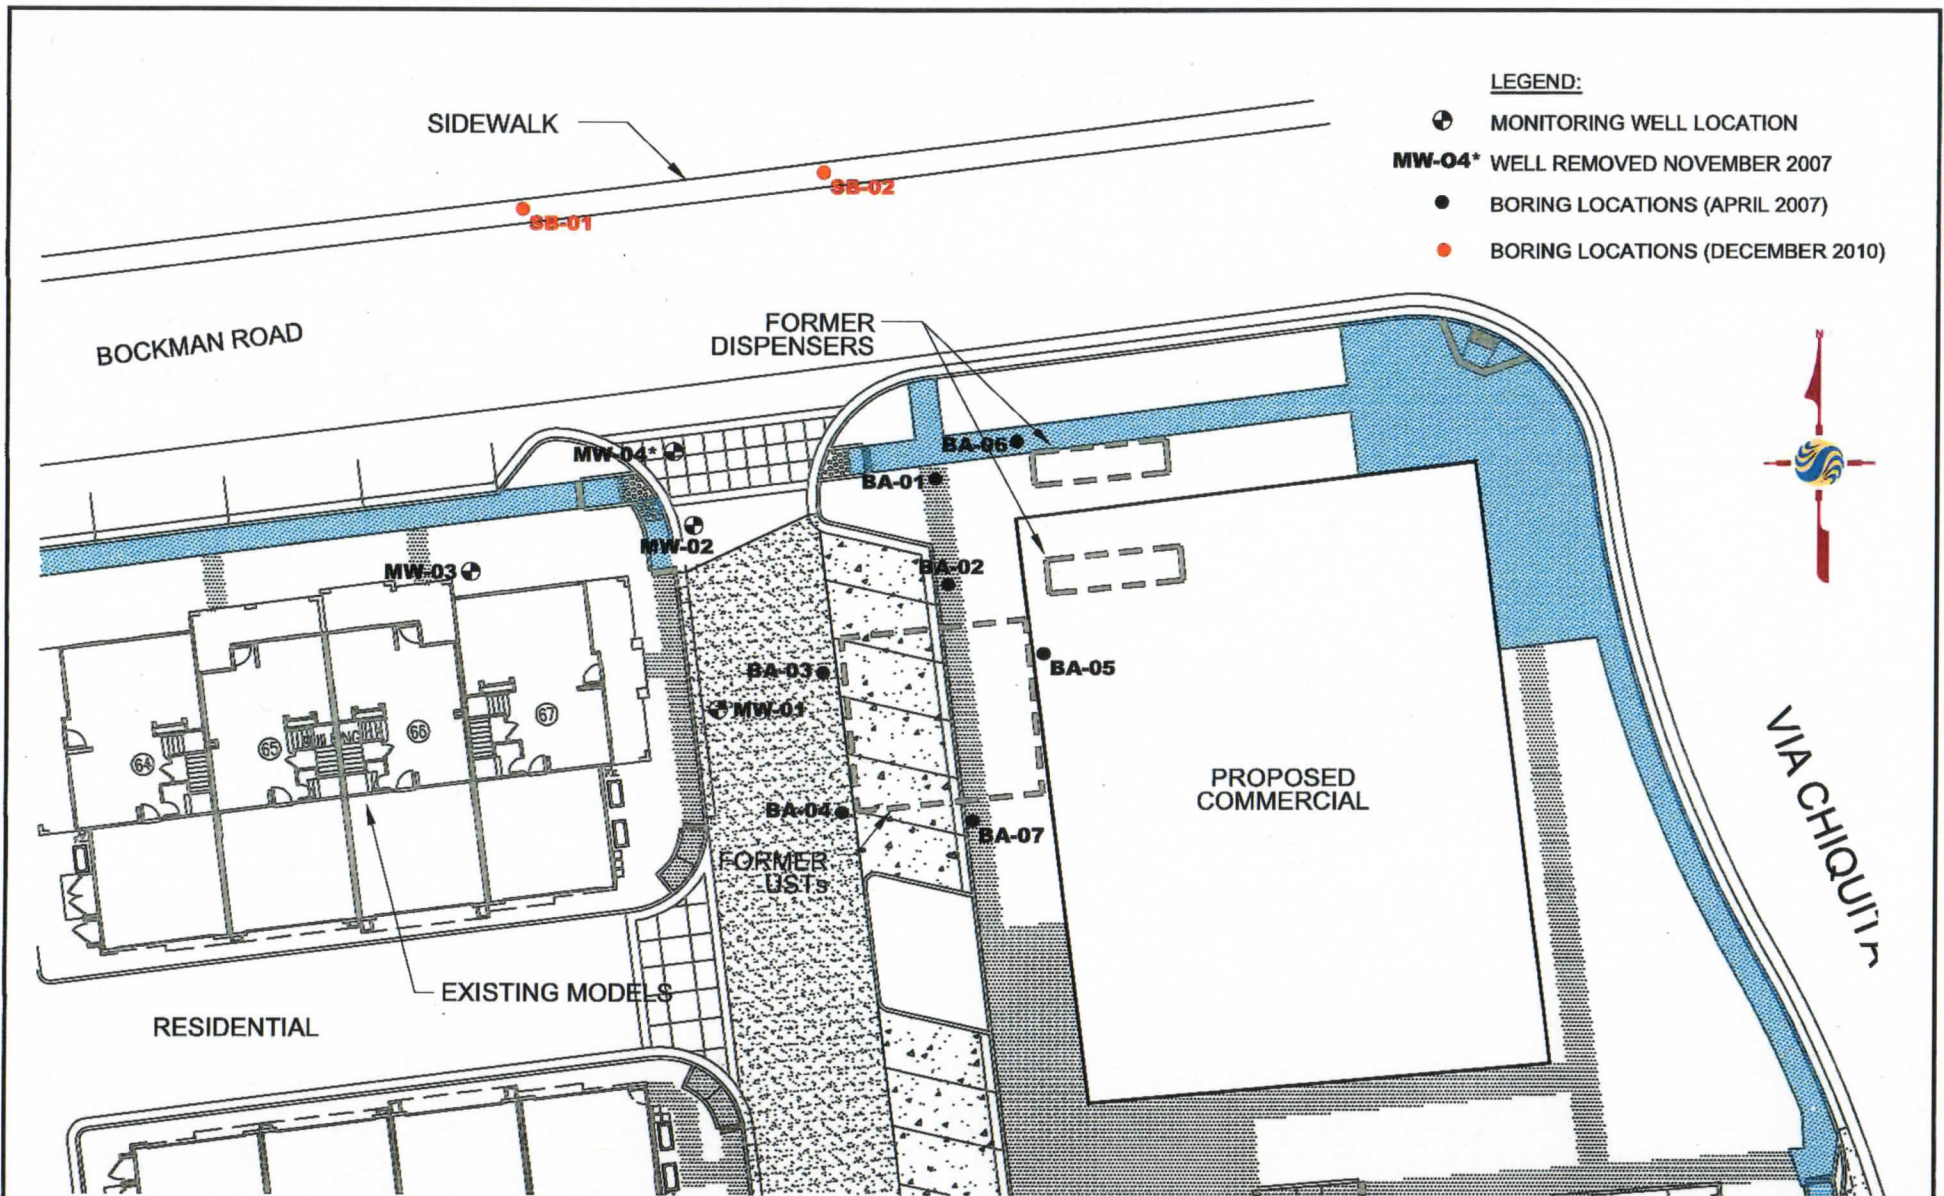 LEGEND:
MONITORING WELL LOCATION
MW-04* WELL REMOVED NOVEMBER 2007
BORING LOCATIONS (APRIL 2007)
BORING LOCATIONS (DECEMBER 2010)
SIDEWALK
SB-02
SB-01
BOCKMAN ROAD
FORMER
DISPENSERS
N
MW-04*
BA-06
BA-01
MW-02
MW-03
BA-02
BA-03
BA-05
MW-01
67
66
65
64
BUILDING
PROPOSED
COMMERCIAL
VIA CHIQUIT
BA-04
BA-07
FORMER
USTs
EXISTING MODELS
RESIDENTIAL